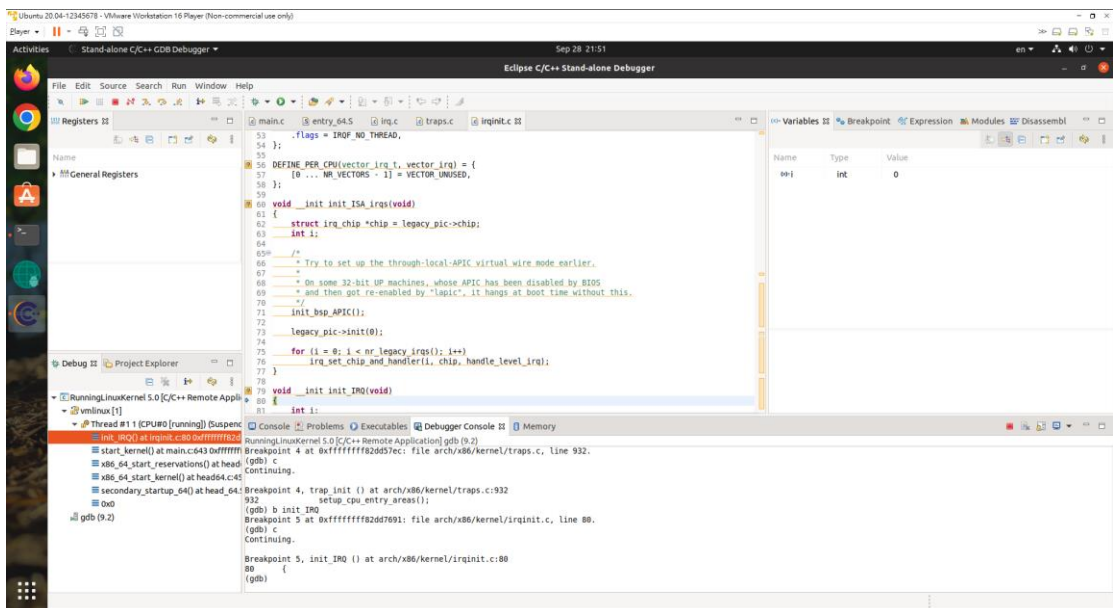 Ubuntu 20.04-12345678 - VMware Workstation 16 Player (Non-commercial use only)
Player
Activities Stand-alone C/C++ GDB Debugger Sep 28 21:51 en
Eclipse C/C++ Stand-alone Debugger
File Edit Source Search Run Window Help
Registers
Name
General Registers
main.c entry_64.S irq.c traps.c irqinit.c
53 .flags = IRQF_NO_THREAD,
54 };
55
56 DEFINE_PER_CPU(vector_irq_t, vector_irq) = {
57 [0 ... NR_VECTORS - 1] = VECTOR_UNUSED,
58 };
59
60 void __init init_ISA_irqs(void)
61 {
62 struct irq_chip *chip = legacy_pic->chip;
63 int i;
64
65 /*
66 * Try to set up the through-local-APIC virtual wire mode earlier.
67 *
68 * On some 32-bit UP machines, whose APIC has been disabled by BIOS
69 * and then got re-enabled by "lapic", it hangs at boot time without this.
70 */
71 init_bsp_APIC();
72
73 legacy_pic->init(0);
74
75 for (i = 0; i < nr_legacy_irqs(); i++)
76 irq_set_chip_and_handler(i, chip, handle_level_irq);
77 }
78
79 void __init init_IRQ(void)
80 {
81 int i;
Variables Breakpoint Expression Modules Disassembl
Name Type Value
i int 0
Debug Project Explorer
RunningLinuxKernel 5.0 [C/C++ Remote Appli
vmlinux [1]
Thread #1 1 (CPU#0 [running]) (Suspend
init_IRQ() at irqinit.c:80 0xffffffff82d
start_kernel() at main.c:643 0xffffffff
x86_64_start_reservations() at head
x86_64_start_kernel() at head64.c:45
secondary_startup_64() at head_64.S
0x0
gdb (9.2)
Console Problems Executables Debugger Console Memory
RunningLinuxKernel 5.0 [C/C++ Remote Application] gdb (9.2)
Breakpoint 4 at 0xffffffff82dd57ec: file arch/x86/kernel/traps.c, line 932.
(gdb) c
Continuing.
Breakpoint 4, trap_init () at arch/x86/kernel/traps.c:932
932 setup_cpu_entry_areas();
(gdb) b init_IRQ
Breakpoint 5 at 0xffffffff82dd7691: file arch/x86/kernel/irqinit.c, line 80.
(gdb) c
Continuing.
Breakpoint 5, init_IRQ () at arch/x86/kernel/irqinit.c:80
80 {
(gdb)